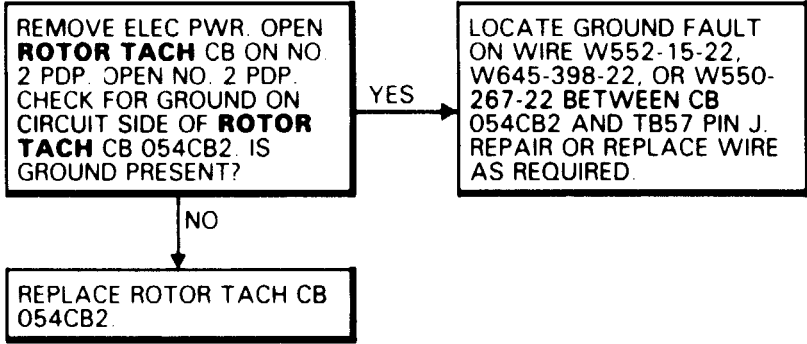 REMOVE ELEC PWR. OPEN
ROTOR TACH CB ON NO.
2 PDP. OPEN NO. 2 PDP.
CHECK FOR GROUND ON
CIRCUIT SIDE OF ROTOR
TACH CB 054CB2. IS
GROUND PRESENT?
YES
LOCATE GROUND FAULT
ON WIRE W552-15-22,
W645-398-22, OR W550-
267-22 BETWEEN CB
054CB2 AND TB57 PIN J.
REPAIR OR REPLACE WIRE
AS REQUIRED.
NO
REPLACE ROTOR TACH CB
054CB2.